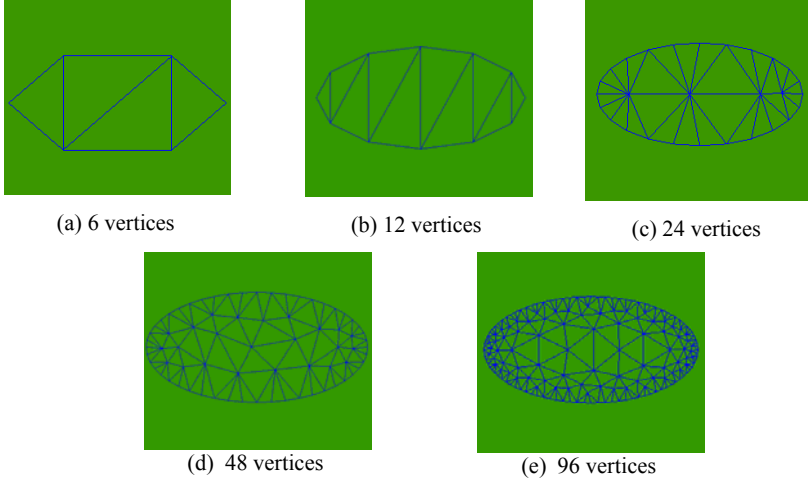 (a) 6 vertices
(b) 12 vertices
(c) 24 vertices
(d) 48 vertices
(e) 96 vertices